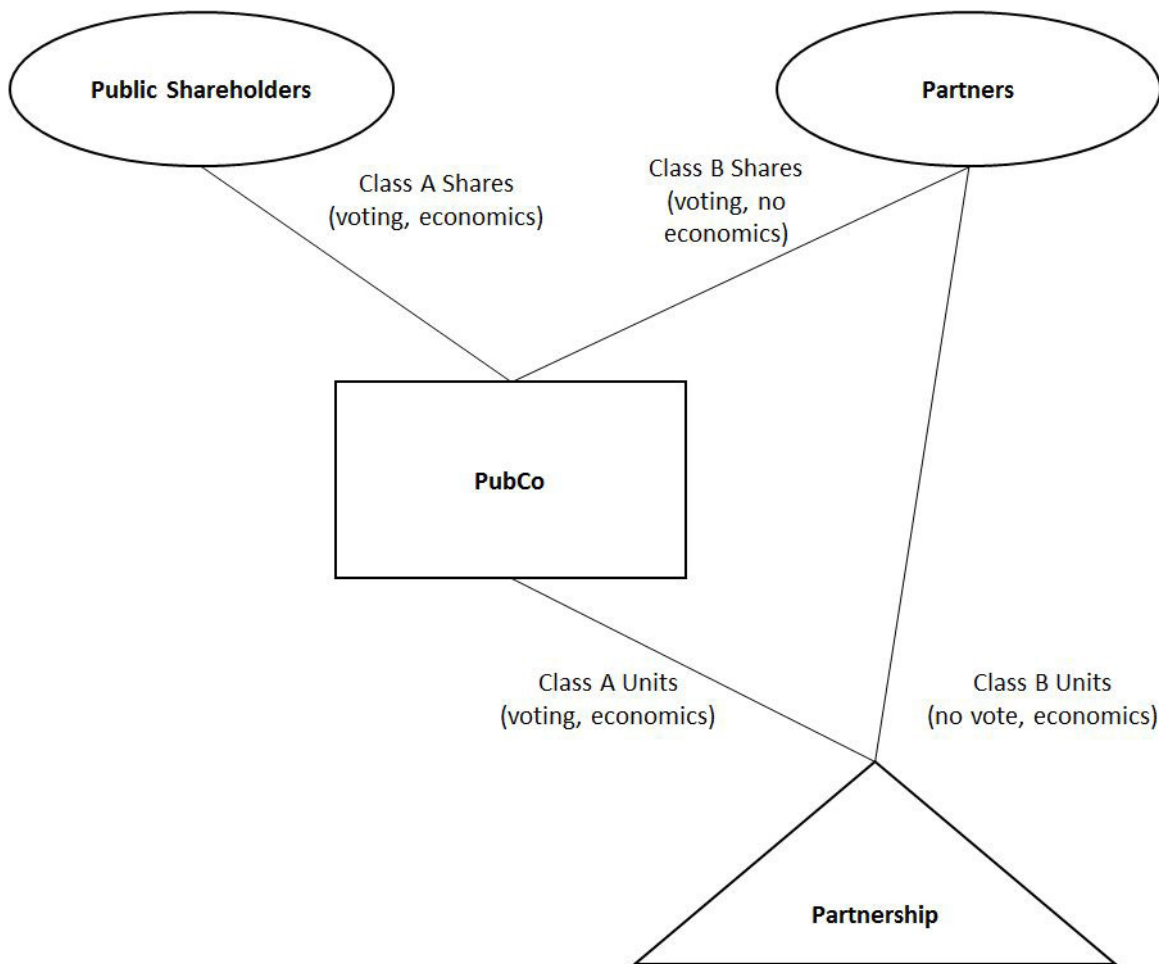 Public Shareholders
Partners
Class A Shares
(voting, economics)
Class B Shares
(voting, no
economics)
PubCo
Class A Units
(voting, economics)
Class B Units
(no vote, economics)
Partnership